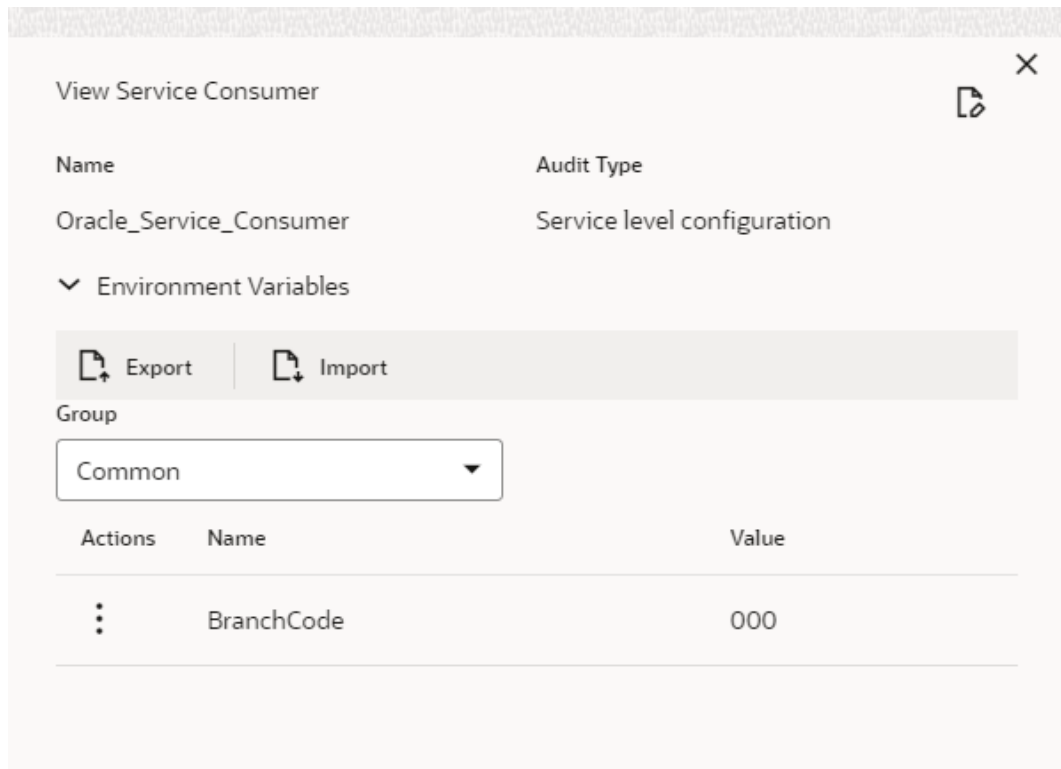 View Service Consumer
Name Audit Type
Oracle_Service_Consumer Service level configuration
Environment Variables
Export Import
Group
Common
Actions Name Value
BranchCode 000